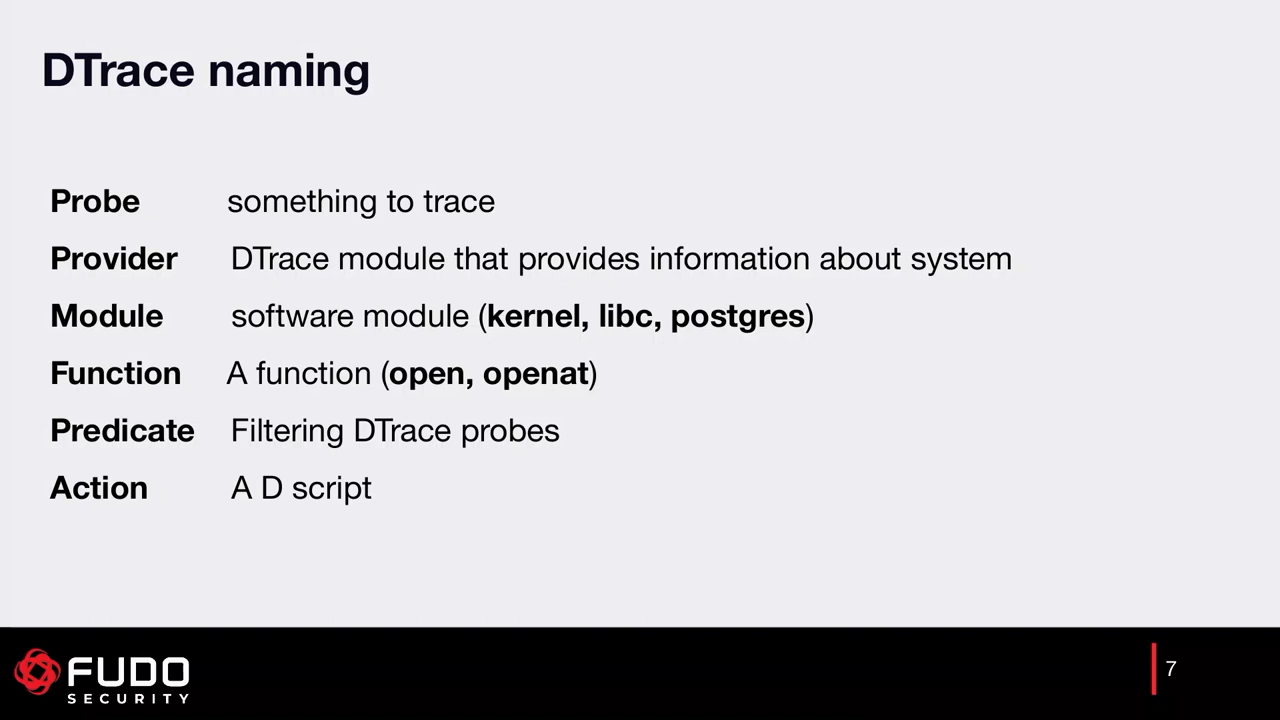 DTrace naming
Probe something to trace
Provider DTrace module that provides information about system
Module software module (kernel, libc, postgres)
Function A function (open, openat)
Predicate Filtering DTrace probes
Action A D script
FUDO
SECURITY
7